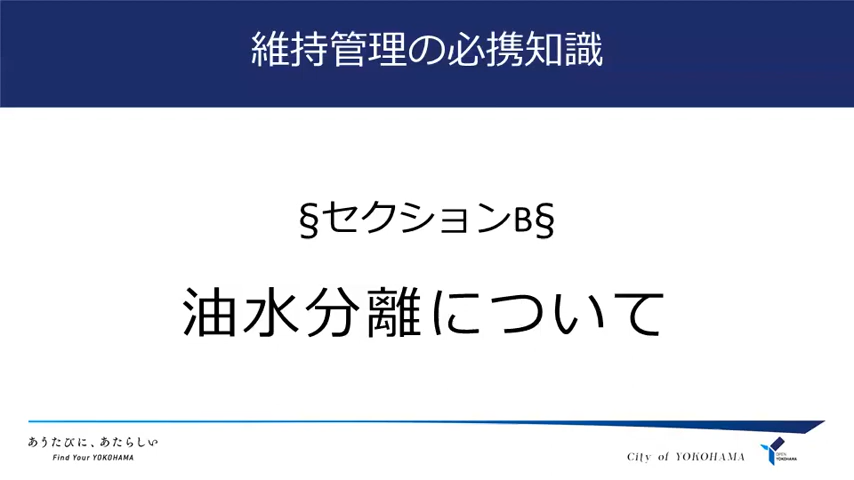 維持管理の必携知識
§セクションB§
油水分離について
あうたびに、あたらしい
Find Your YOKOHAMA
City of YOKOHAMA
OPEN
YOKOHAMA